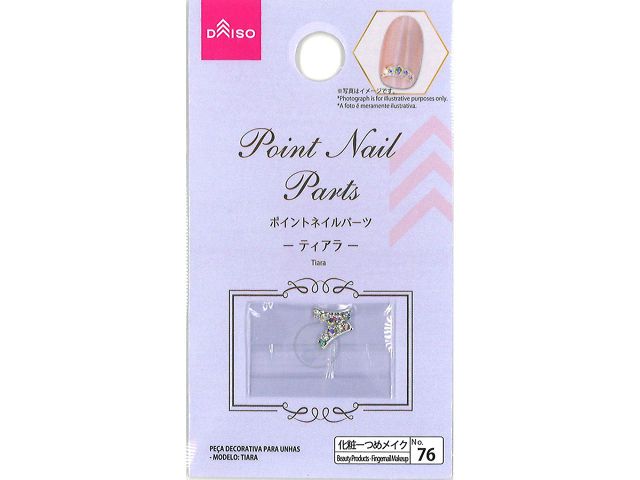 DAISO
※写真はイメージです。
*Photograph is for illustrative purposes only.
*A foto é meramente ilustrativa.
Point Nail
Parts
ポイントネイルパーツ
ー ティアラ ー
Tiara
PEÇA DECORATIVA PARA UNHAS
- MODELO: TIARA
化粧ーつめメイク
Beauty Products - Fingernail Makeup
No.
76